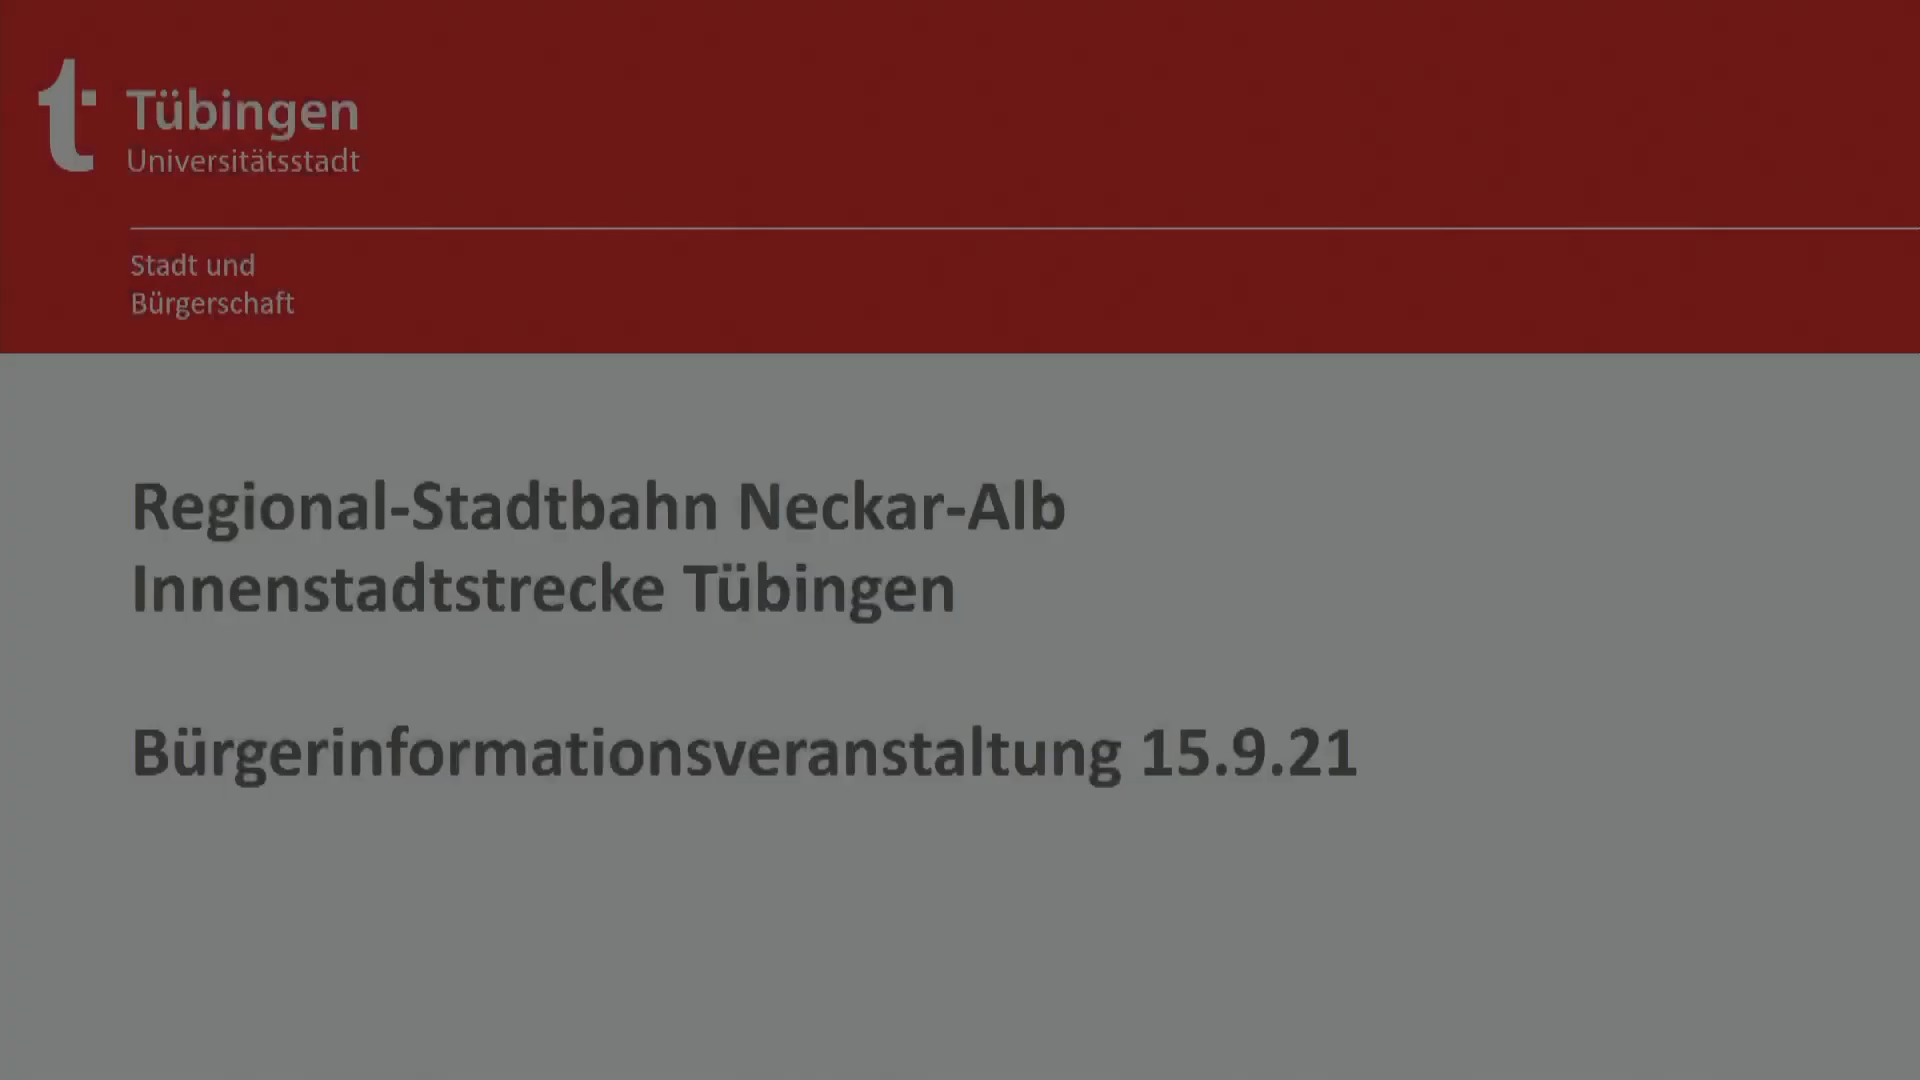 Tübingen
Universitätsstadt
Stadt und
Bürgerschaft
Regional-Stadtbahn Neckar-Alb
Innenstadtstrecke Tübingen
Bürgerinformationsveranstaltung 15.9.21